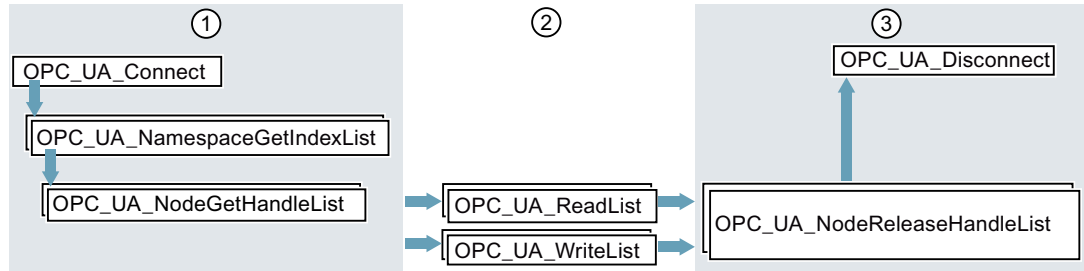 ①
②
③
OPC_UA_Connect
OPC_UA_Disconnect
OPC_UA_NamespaceGetIndexList
OPC_UA_NodeGetHandleList
OPC_UA_ReadList
OPC_UA_WriteList
OPC_UA_NodeReleaseHandleList